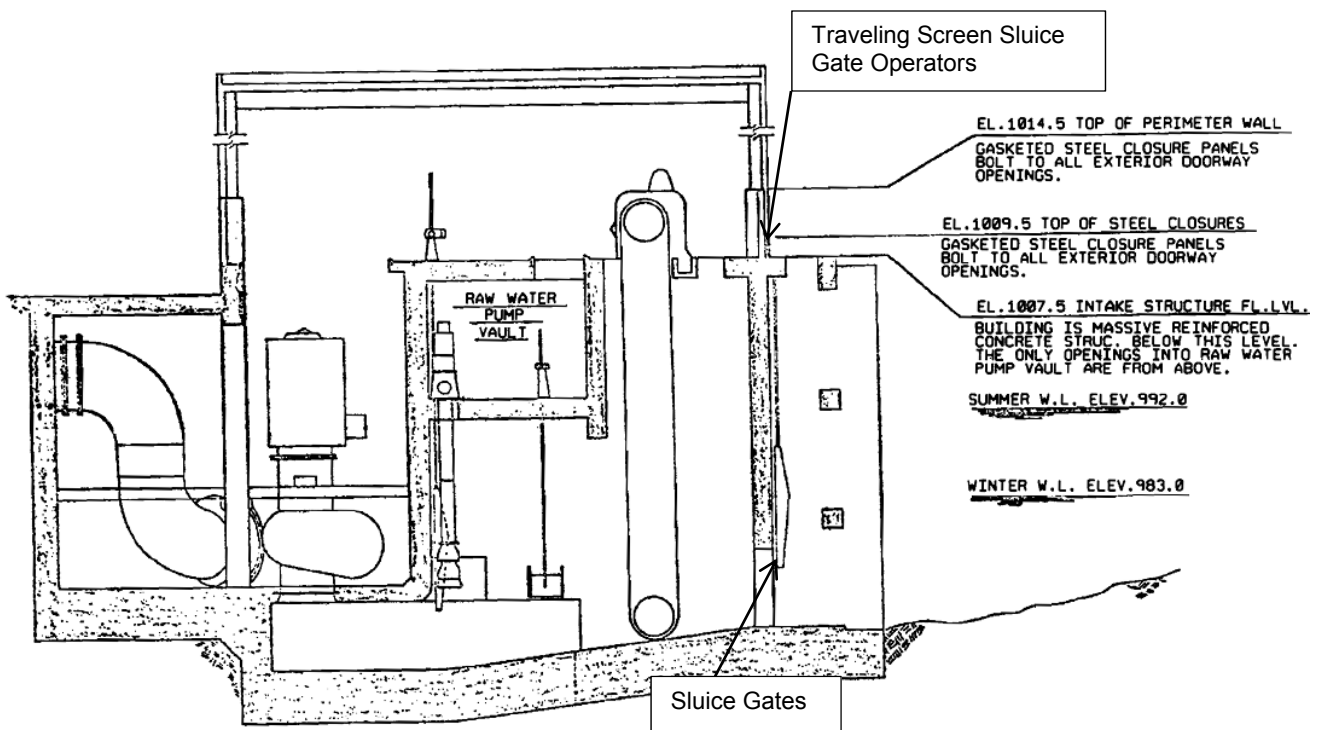 Traveling Screen Sluice
Gate Operators
EL.1014.5 TOP OF PERIMETER WALL
GASKETED STEEL CLOSURE PANELS
BOLT TO ALL EXTERIOR DOORWAY
OPENINGS.
EL.1009.5 TOP OF STEEL CLOSURES
GASKETED STEEL CLOSURE PANELS
BOLT TO ALL EXTERIOR DOORWAY
OPENINGS.
RAW WATER
PUMP
VAULT
EL.1007.5 INTAKE STRUCTURE FL.LVL.
BUILDING IS MASSIVE REINFORCED
CONCRETE STRUC. BELOW THIS LEVEL.
THE ONLY OPENINGS INTO RAW WATER
PUMP VAULT ARE FROM ABOVE.
SUMMER W.L. ELEV.992.0
WINTER W.L. ELEV.983.0
Sluice Gates